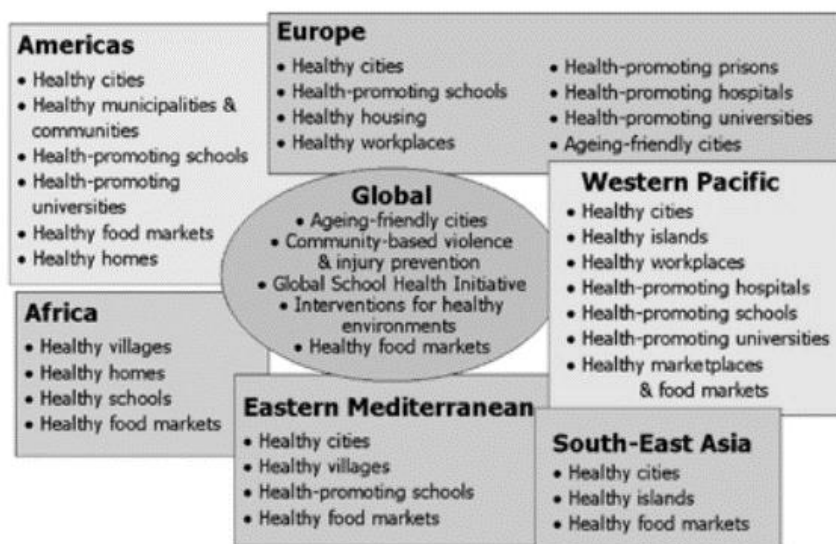 Americas
• Healthy cities
• Healthy municipalities &
communities
• Health-promoting schools
• Health-promoting
universities
• Healthy food markets
• Healthy homes
Europe
• Healthy cities
• Health-promoting schools
• Healthy housing
• Healthy workplaces
• Health-promoting prisons
• Health-promoting hospitals
• Health-promoting universities
• Ageing-friendly cities
Global
• Ageing-friendly cities
• Community-based violence
& injury prevention
• Global School Health Initiative
• Interventions for healthy
environments
• Healthy food markets
Western Pacific
• Healthy cities
• Healthy islands
• Healthy workplaces
• Health-promoting hospitals
• Health-promoting schools
• Health-promoting universities
• Healthy marketplaces
& food markets
Africa
• Healthy villages
• Healthy homes
• Healthy schools
• Healthy food markets
Eastern Mediterranean
• Healthy cities
• Healthy villages
• Health-promoting schools
• Healthy food markets
South-East Asia
• Healthy cities
• Healthy islands
• Healthy food markets